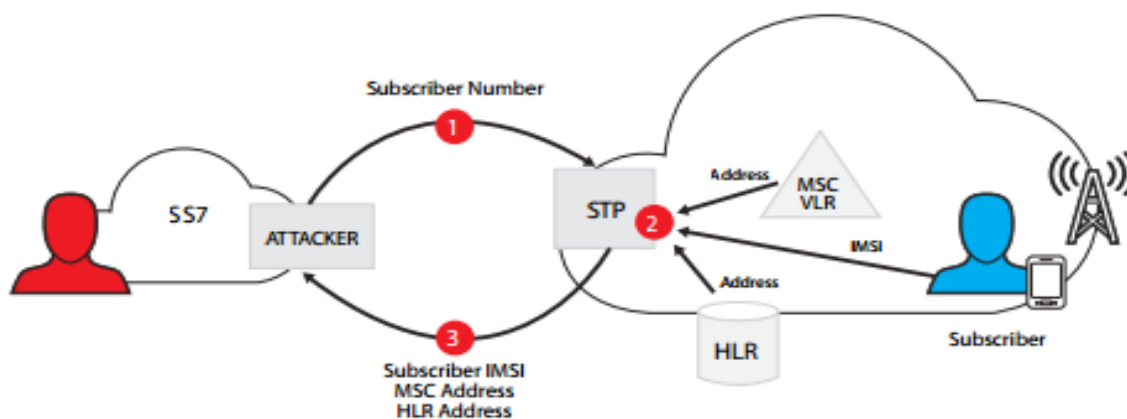 Subscriber Number
1
SS7
ATTACKER
STP
2
Address
MSC
VLR
IMSI
Address
HLR
Subscriber
3
Subscriber IMSI
MSC Address
HLR Address